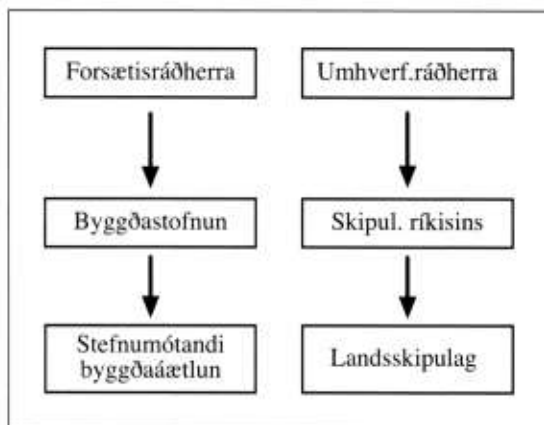 Forsætisráðherra
Umhverf.ráðherra
Byggðastofnun
Skipul. ríkisins
Stefnumótandi
byggðaáætlun
Landsskipulag